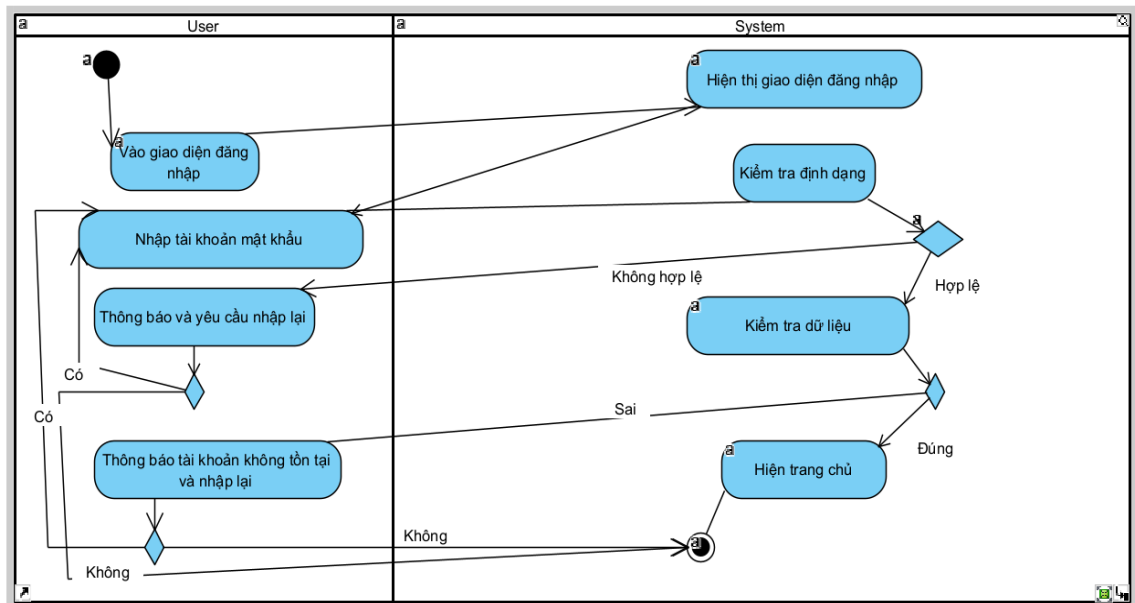 User
System
Hiện thị giao diện đăng nhập
Vào giao diện đăng
nhập
Kiểm tra định dạng
Nhập tài khoản mật khẩu
Không hợp lệ
Hợp lệ
Thông báo và yêu cầu nhập lại
Kiểm tra dữ liệu
Có
Có
Sai
Đúng
Thông báo tài khoản không tồn tại
và nhập lại
Hiện trang chủ
Không
Không